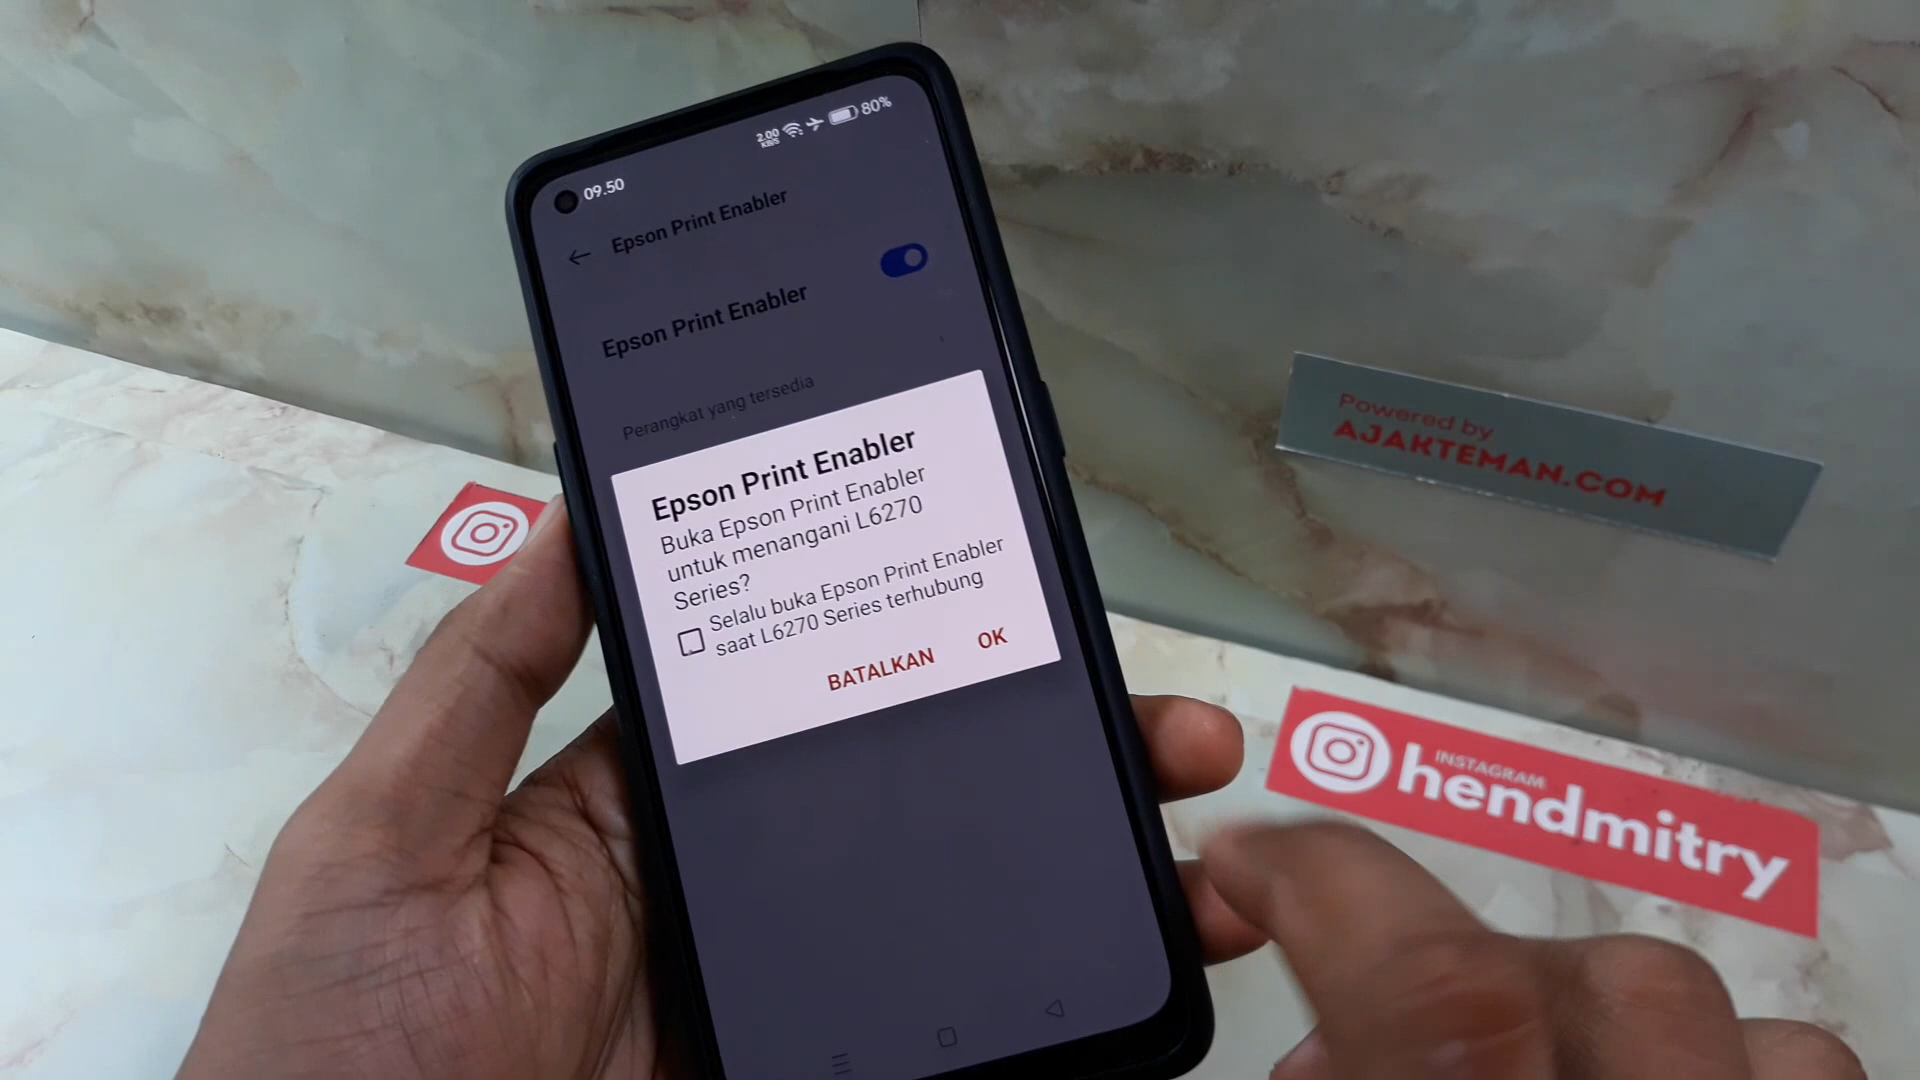 09.50
2.00
KB/S
80%
Epson Print Enabler
Epson Print Enabler
Perangkat yang tersedia
Epson Print Enabler
Buka Epson Print Enabler
untuk menangani L6270
Series?
Selalu buka Epson Print Enabler
saat L6270 Series terhubung
BATALKAN
OK
Powered by
AJAKTEMAN.COM
INSTAGRAM
hendmitry